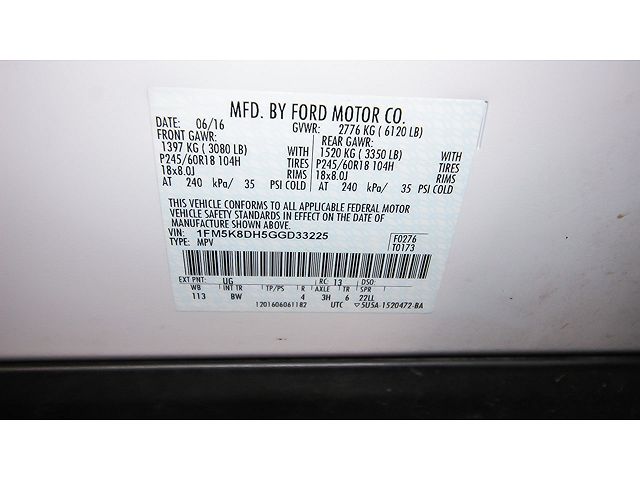 MFD. BY FORD MOTOR CO.
DATE: 06/16 GVWR: 2776 KG ( 6120 LB)
FRONT GAWR: REAR GAWR:
1397 KG ( 3080 LB) WITH 1520 KG ( 3350 LB) WITH
P245/60R18 104H TIRES P245/60R18 104H TIRES
18x8.0J RIMS 18x8.0J RIMS
AT 240 kPa/ 35 PSI COLD AT 240 kPa/ 35 PSI COLD
THIS VEHICLE CONFORMS TO ALL APPLICABLE FEDERAL MOTOR
VEHICLE SAFETY STANDARDS IN EFFECT ON THE DATE OF
MANUFACTURE SHOWN ABOVE.
VIN: 1FM5K8DH5GGD33225 F0276
TYPE: MPV T0173
EXT PNT: UG RC: 13 DSO:
WB INT TR TP/PS R AXLE TR SPR
113 BW 4 3H 6 22LL
1201606061182 UTC ▽5U5A-1520472-BA